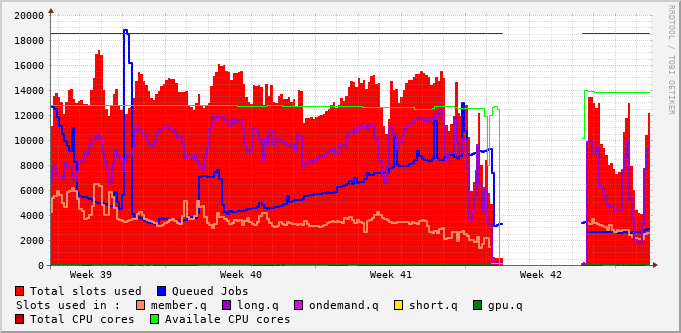 20000
18000
16000
14000
12000
10000
8000
6000
4000
2000
0
Week 39 Week 40 Week 41 Week 42
RRDTOOL / TOBI OETIKER
Total slots used Queued Jobs
Slots used in : member.q long.q ondemand.q short.q gpu.q
Total CPU cores Availale CPU cores